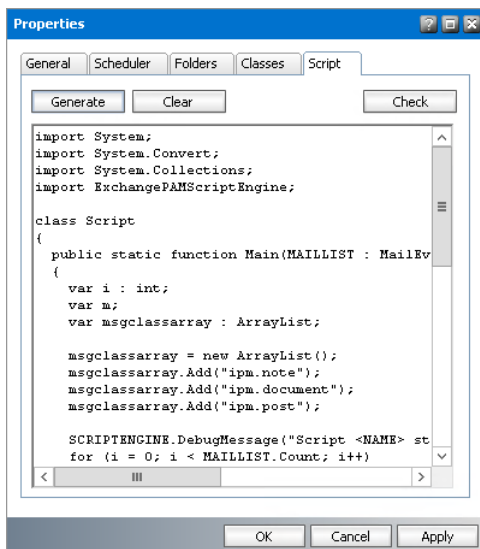 Properties
General Scheduler Folders Classes Script
Generate Clear Check
import System;
import System.Convert;
import System.Collections;
import ExchangePAMScriptEngine;
class Script
{
public static function Main(MAILLIST : MailEv
{
var i : int;
var m;
var msgclassarray : ArrayList;
msgclassarray = new ArrayList();
msgclassarray.Add("ipm.note");
msgclassarray.Add("ipm.document");
msgclassarray.Add("ipm.post");
SCRIPTENGINE.DebugMessage("Script <NAME> st
for (i = 0; i < MAILLIST.Count; i++)
OK Cancel Apply